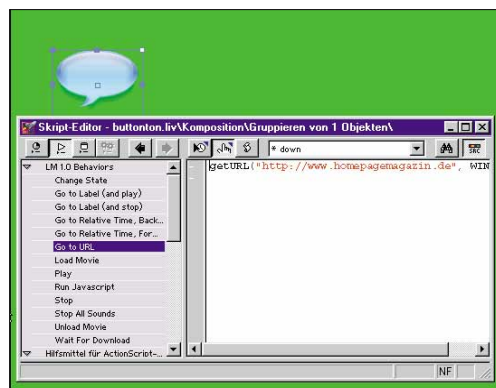 Skript-Editor - buttonton.liv\Komposition\Gruppieren von 1 Objekten\
* down
SRC
LM 1.0 Behaviors
Change State
Go to Label (and play)
Go to Label (and stop)
Go to Relative Time, Back...
Go to Relative Time, For...
Go to URL
Load Movie
Play
Run Javascript
Stop
Stop All Sounds
Unload Movie
Wait For Download
Hilfsmittel für ActionScript-...
getURL("http://www.homepagemagazin.de", WIN
NF